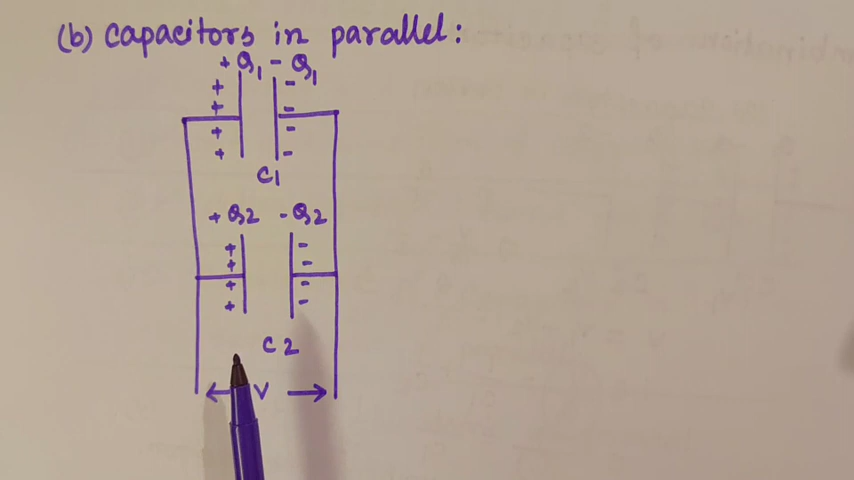 (b) capacitors in parallel:
+Q1 -Q1
C1
+Q2 -Q2
C2
V